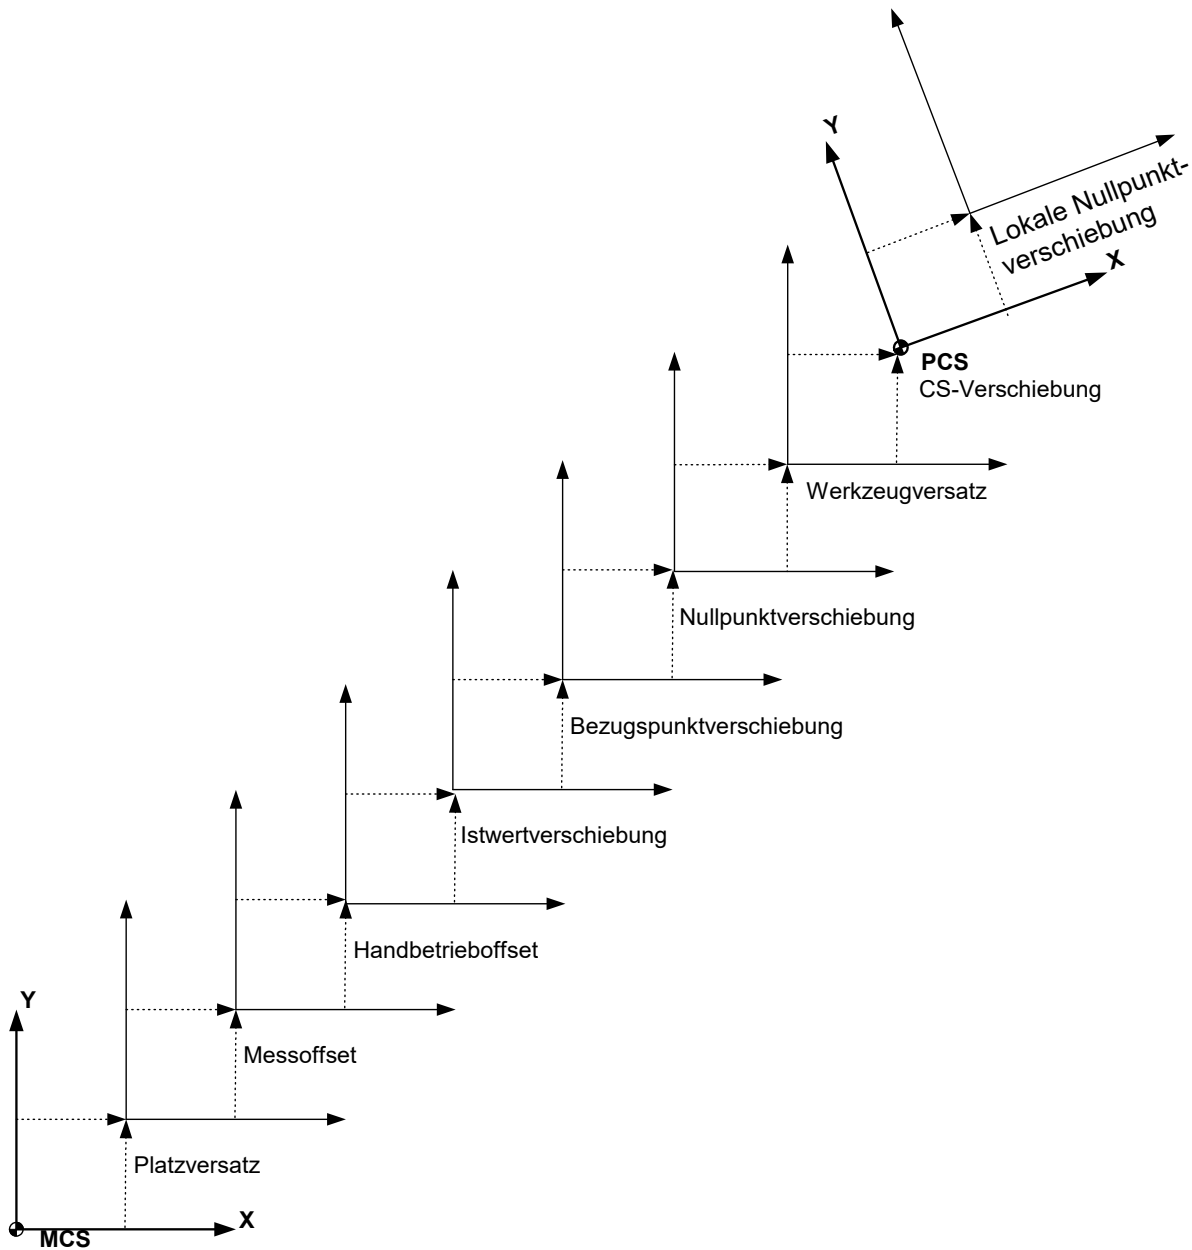 Y
Lokale Nullpunkt-
verschiebung
X
PCS
CS-Verschiebung
Werkzeugversatz
Nullpunktverschiebung
Bezugspunktverschiebung
Istwertverschiebung
Handbetrieboffset
Y
Messoffset
Platzversatz
X
MCS